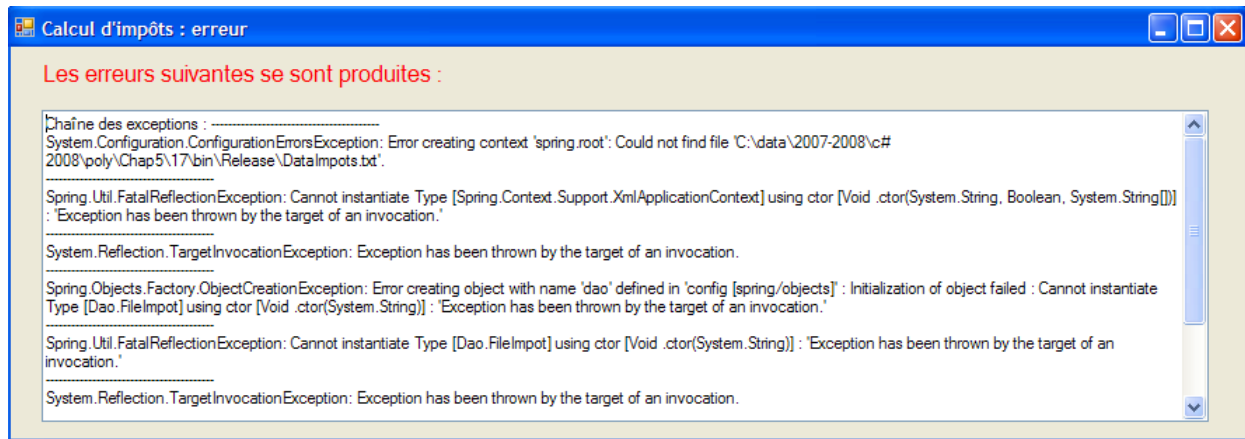 Calcul d'impôts : erreur
Les erreurs suivantes se sont produites :
Chaîne des exceptions : ----------------------------------------
System.Configuration.ConfigurationErrorsException: Error creating context 'spring.root': Could not find file 'C:\data\2007-2008\c#
2008\poly\Chap5\17\bin\Release\DataImpots.txt'.
----------------------------------------
Spring.Util.FatalReflectionException: Cannot instantiate Type [Spring.Context.Support.XmlApplicationContext] using ctor [Void .ctor(System.String, Boolean, System.String[])]
: 'Exception has been thrown by the target of an invocation.'
----------------------------------------
System.Reflection.TargetInvocationException: Exception has been thrown by the target of an invocation.
----------------------------------------
Spring.Objects.Factory.ObjectCreationException: Error creating object with name 'dao' defined in 'config [spring/objects]' : Initialization of object failed : Cannot instantiate
Type [Dao.FileImpot] using ctor [Void .ctor(System.String)] : 'Exception has been thrown by the target of an invocation.'
----------------------------------------
Spring.Util.FatalReflectionException: Cannot instantiate Type [Dao.FileImpot] using ctor [Void .ctor(System.String)] : 'Exception has been thrown by the target of an
invocation.'
----------------------------------------
System.Reflection.TargetInvocationException: Exception has been thrown by the target of an invocation.